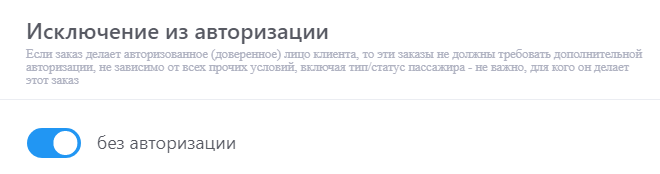 Исключение из авторизации
Если заказ делает авторизованное (доверенное) лицо клиента, то эти заказы не должны требовать дополнительной
авторизации, не зависимо от всех прочих условий, включая тип/статус пассажира - не важно, для кого он делает
этот заказ
без авторизации